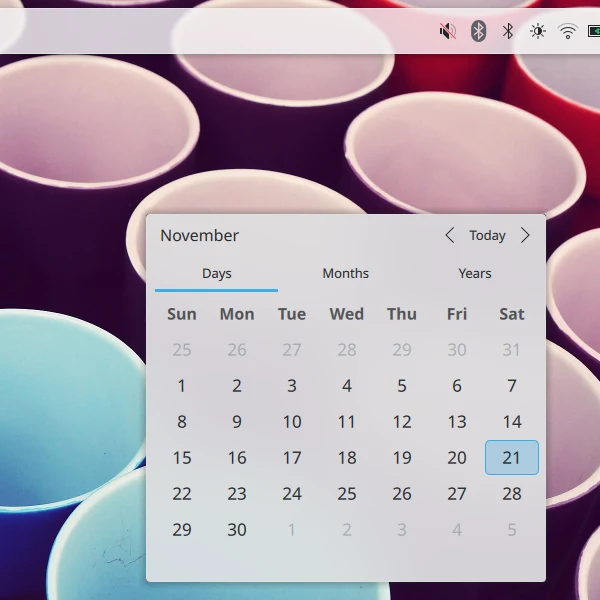 November Today
Days Months Years
Sun Mon Tue Wed Thu Fri Sat
25 26 27 28 29 30 31
1 2 3 4 5 6 7
8 9 10 11 12 13 14
15 16 17 18 19 20 21
22 23 24 25 26 27 28
29 30 1 2 3 4 5